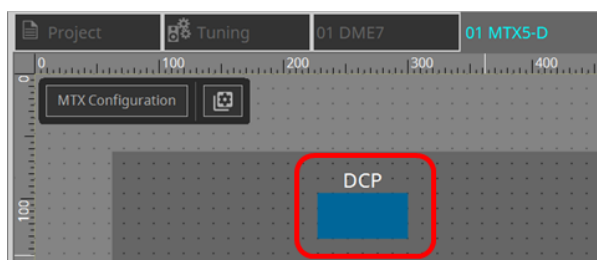 Project
Tuning
01 DME7
01 MTX5-D
0
100
200
300
400
MTX Configuration
DCP
100